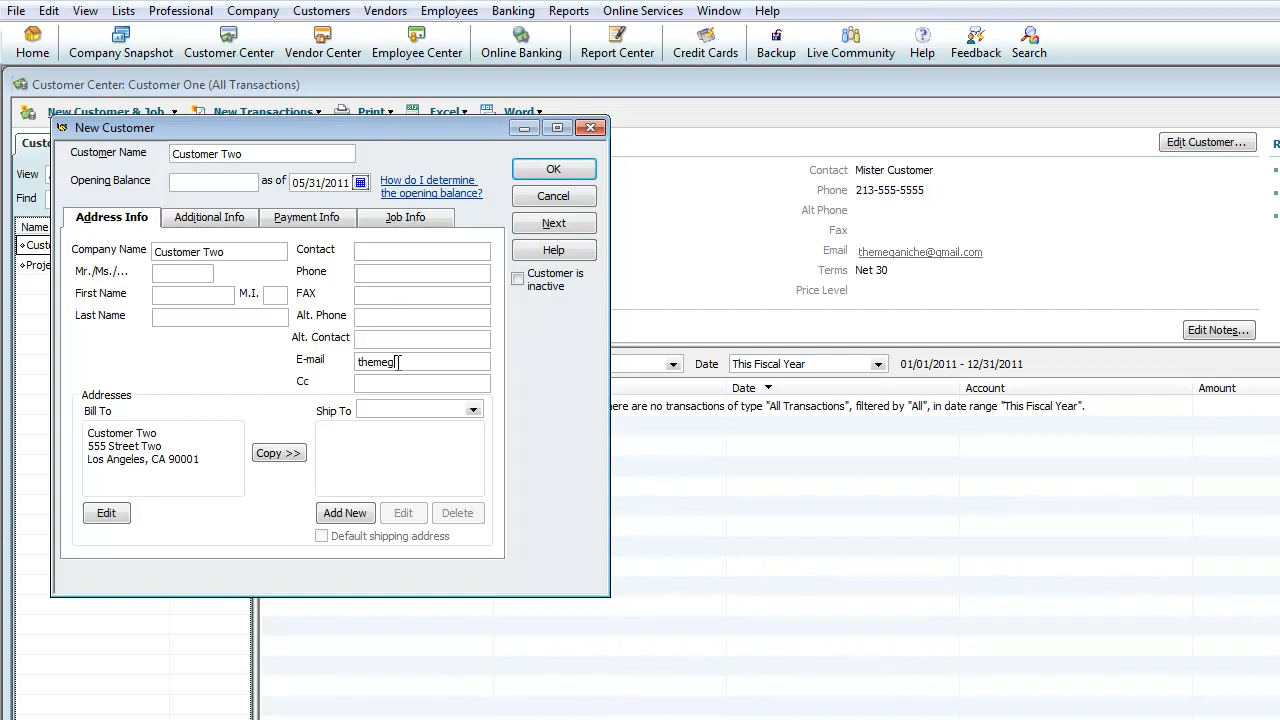 File Edit View Lists Professional Company Customers Vendors Employees Banking Reports Online Services Window Help
Home Company Snapshot Customer Center Vendor Center Employee Center Online Banking Report Center Credit Cards Backup Live Community Help Feedback Search
Customer Center: Customer One (All Transactions)
New Customer & Job New Transactions Print Excel Word
New Customer
Customer Name Customer Two
Opening Balance as of 05/31/2011 How do I determine
the opening balance?
OK
Cancel
Next
Help
Customer is
inactive
Address Info Additional Info Payment Info Job Info
Company Name Customer Two Contact
Mr./Ms./... Phone
First Name M.I. FAX
Last Name Alt. Phone
Alt. Contact
E-mail themeg
Cc
Addresses
Bill To Ship To
Customer Two
555 Street Two
Los Angeles, CA 90001
Copy >>
Edit Add New Edit Delete
Default shipping address
View
Find
Name
Edit Customer...
Contact Mister Customer
Phone 213-555-5555
Alt Phone
Fax
Email themeganiche@gmail.com
Terms Net 30
Price Level
Edit Notes...
Date This Fiscal Year 01/01/2011 - 12/31/2011
Date Account Amount
here are no transactions of type "All Transactions", filtered by "All", in date range "This Fiscal Year".